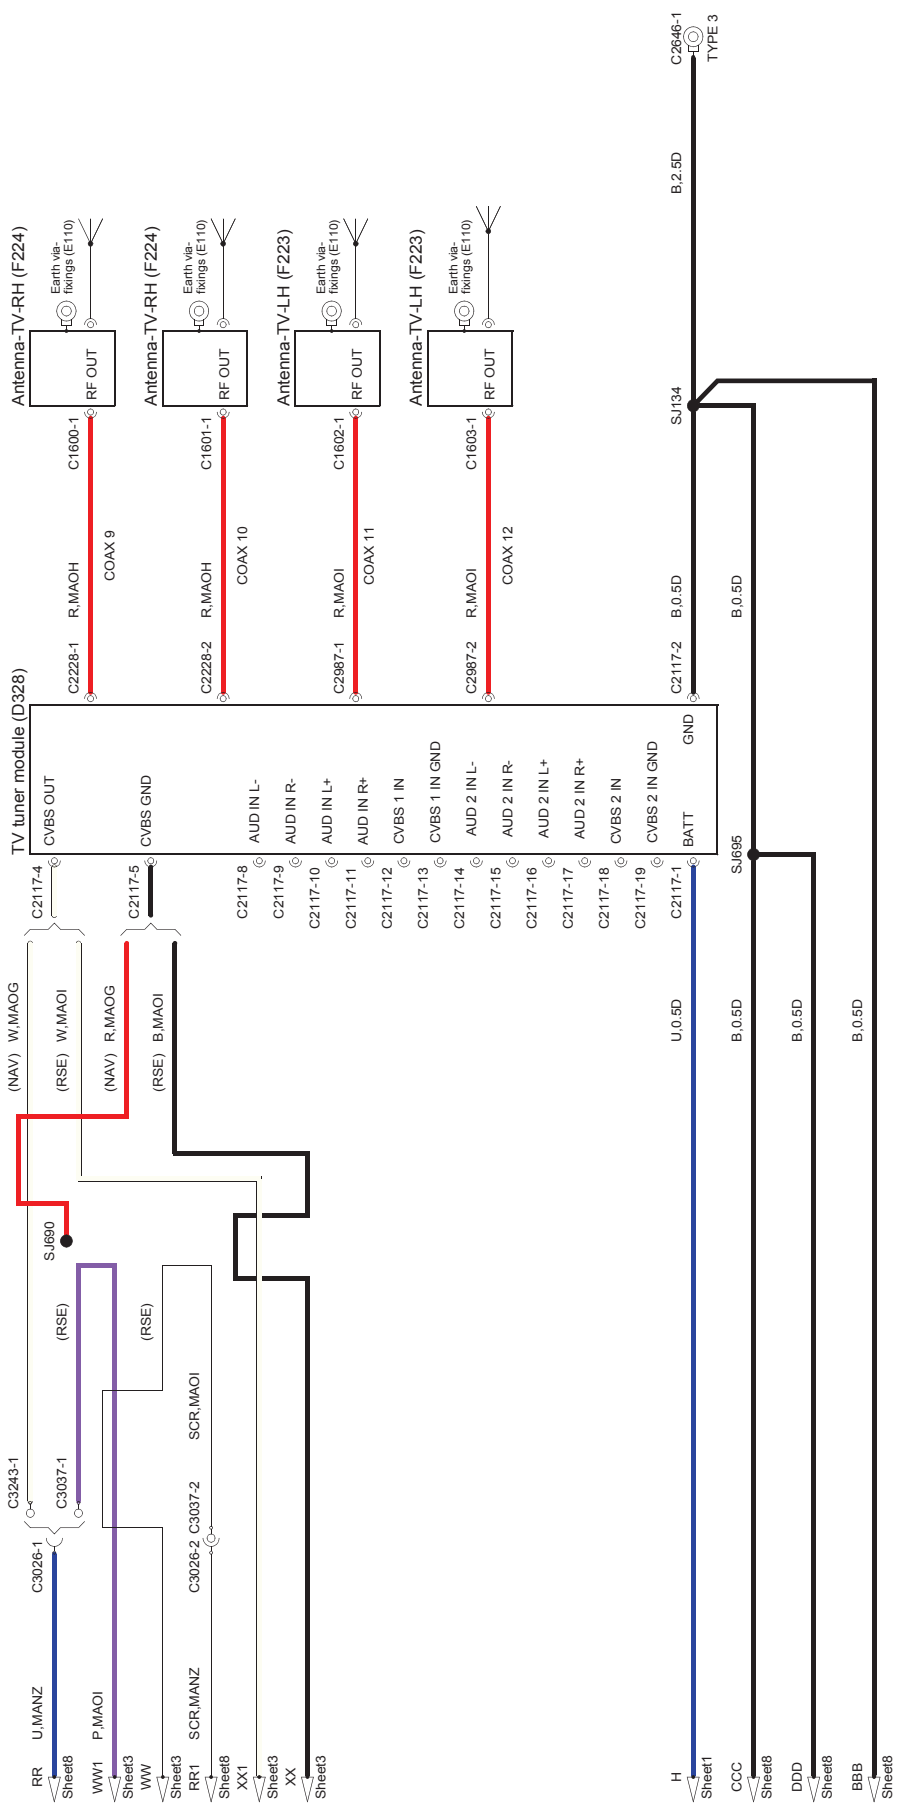 Antenna-TV-RH (F224)
Earth via-
fixings (E110)
RF OUT
C1600-1
R,MAOH
COAX 9
C2228-1
Antenna-TV-RH (F224)
Earth via-
fixings (E110)
RF OUT
C1601-1
R,MAOH
COAX 10
C2228-2
Antenna-TV-LH (F223)
Earth via-
fixings (E110)
RF OUT
C1602-1
R,MAOI
COAX 11
C2987-1
Antenna-TV-LH (F223)
Earth via-
fixings (E110)
RF OUT
C1603-1
R,MAOI
COAX 12
C2987-2
C2646-1
TYPE 3
B,2.5D
SJ134
B,0.5D
B,0.5D
C2117-2
TV tuner module (D328)
CVBS OUT
CVBS GND
AUD IN L-
AUD IN R-
AUD IN L+
AUD IN R+
CVBS 1 IN
CVBS 1 IN GND
AUD 2 IN L-
AUD 2 IN R-
AUD 2 IN L+
AUD 2 IN R+
CVBS 2 IN
CVBS 2 IN GND
BATT
GND
SJ695
C2117-4
C2117-5
C2117-8
C2117-9
C2117-10
C2117-11
C2117-12
C2117-13
C2117-14
C2117-15
C2117-16
C2117-17
C2117-18
C2117-19
C2117-1
(NAV) W,MAOG
(RSE) W,MAOI
(NAV) R,MAOG
(RSE) B,MAOI
U,0.5D
B,0.5D
B,0.5D
B,0.5D
SJ690
(RSE)
(RSE)
SCR,MAOI
C3243-1
C3037-1
C3037-2
C3026-1
C3026-2
U,MANZ
P,MAOI
SCR,MANZ
RR
Sheet8
WW1
Sheet3
WW
Sheet3
RR1
Sheet8
XX1
Sheet3
XX
Sheet3
H
Sheet1
CCC
Sheet8
DDD
Sheet8
BBB
Sheet8